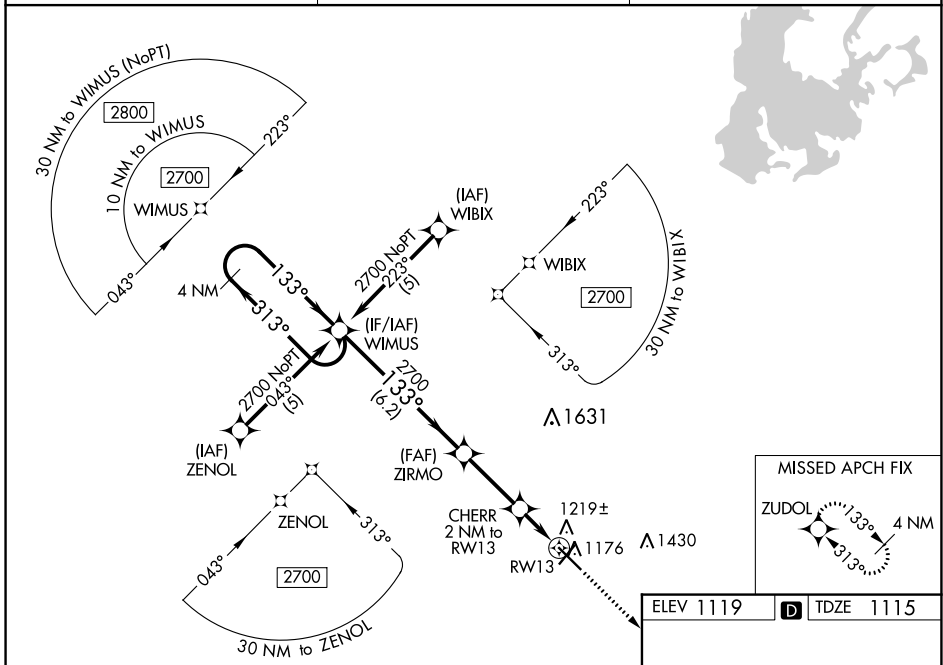 30 NM to WIMUS (NoPT)
2800
10 NM to WIMUS
2700
WIMUS
223°
043°
(IAF)
WIBIX
2700 NoPT
223°
(5)
4 NM
133°
313°
(IF/IAF)
WIMUS
2700 NoPT
043°
(5)
(IAF)
ZENOL
2700
133°
(6.2)
223°
WIBIX
2700
313°
30 NM to WIBIX
1631
(FAF)
ZIRMO
CHERR
2 NM to
RW13
1219±
1176
1430
RW13
ZENOL
043°
313°
2700
30 NM to ZENOL
MISSED APCH FIX
ZUDOL
133°
313°
4 NM
ELEV 1119 D TDZE 1115